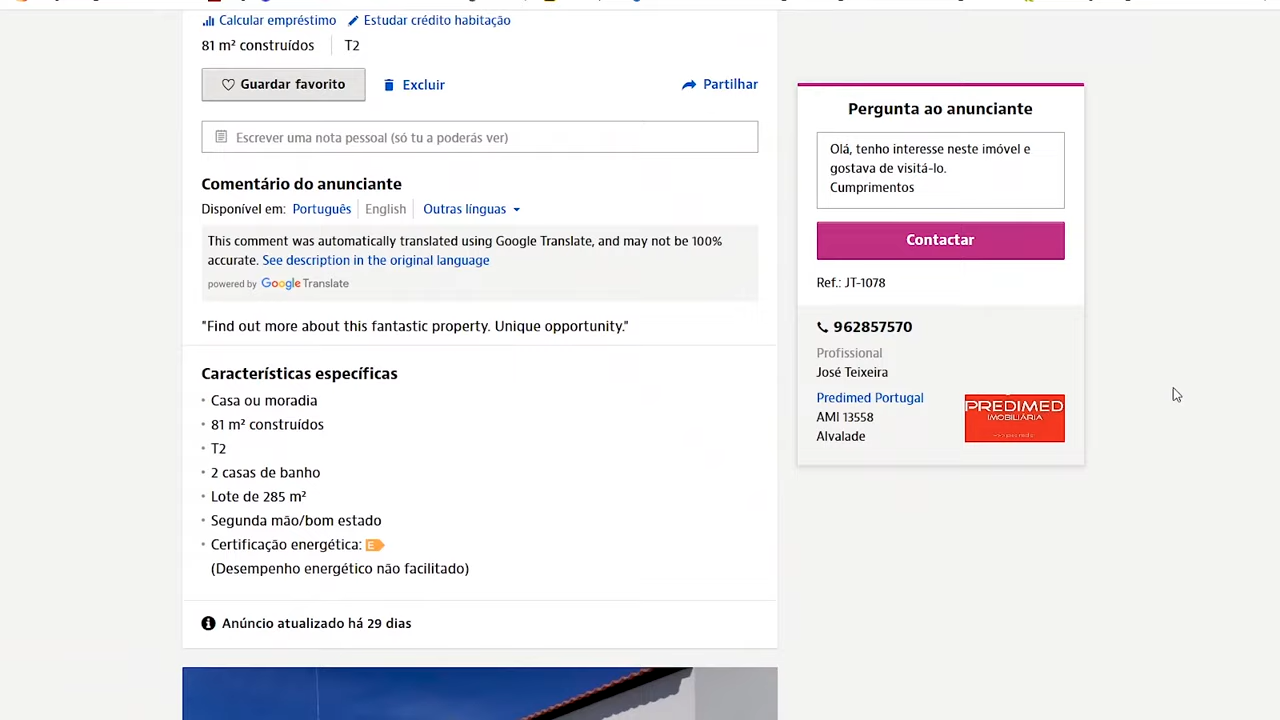 Calcular empréstimo Estudar crédito habitação
81 m² construídos T2
Guardar favorito Excluir Partilhar
Escrever uma nota pessoal (só tu a poderás ver)
Comentário do anunciante
Disponível em: Português English Outras línguas
This comment was automatically translated using Google Translate, and may not be 100%
accurate. See description in the original language
powered by Google Translate
"Find out more about this fantastic property. Unique opportunity."
Características específicas
• Casa ou moradia
• 81 m² construídos
• T2
• 2 casas de banho
• Lote de 285 m²
• Segunda mão/bom estado
• Certificação energética: E
(Desempenho energético não facilitado)
Anúncio atualizado há 29 dias
Pergunta ao anunciante
Olá, tenho interesse neste imóvel e
gostava de visitá-lo.
Cumprimentos
Contactar
Ref.: JT-1078
962857570
Profissional
José Teixeira
Predimed Portugal
AMI 13558
Alvalade
PREDIMED
IMOBILIÁRIA